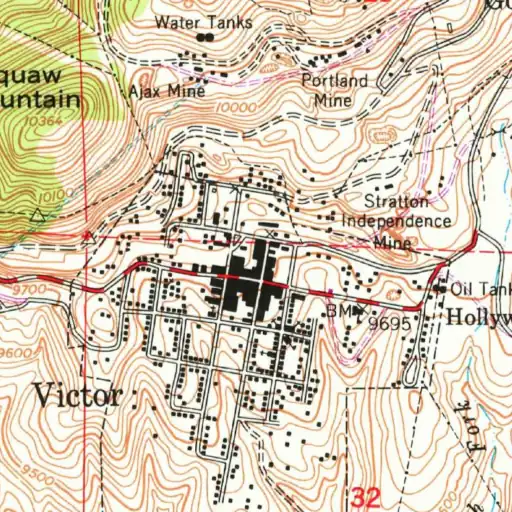 Water Tanks
quaw
untain
10364
Ajax Mine
10000
Portland
Mine
10100
Stratton
Independence
Mine
9700
BM
9695
Oil Tank
Hollyw
9600
Victor
Fork
9500
32